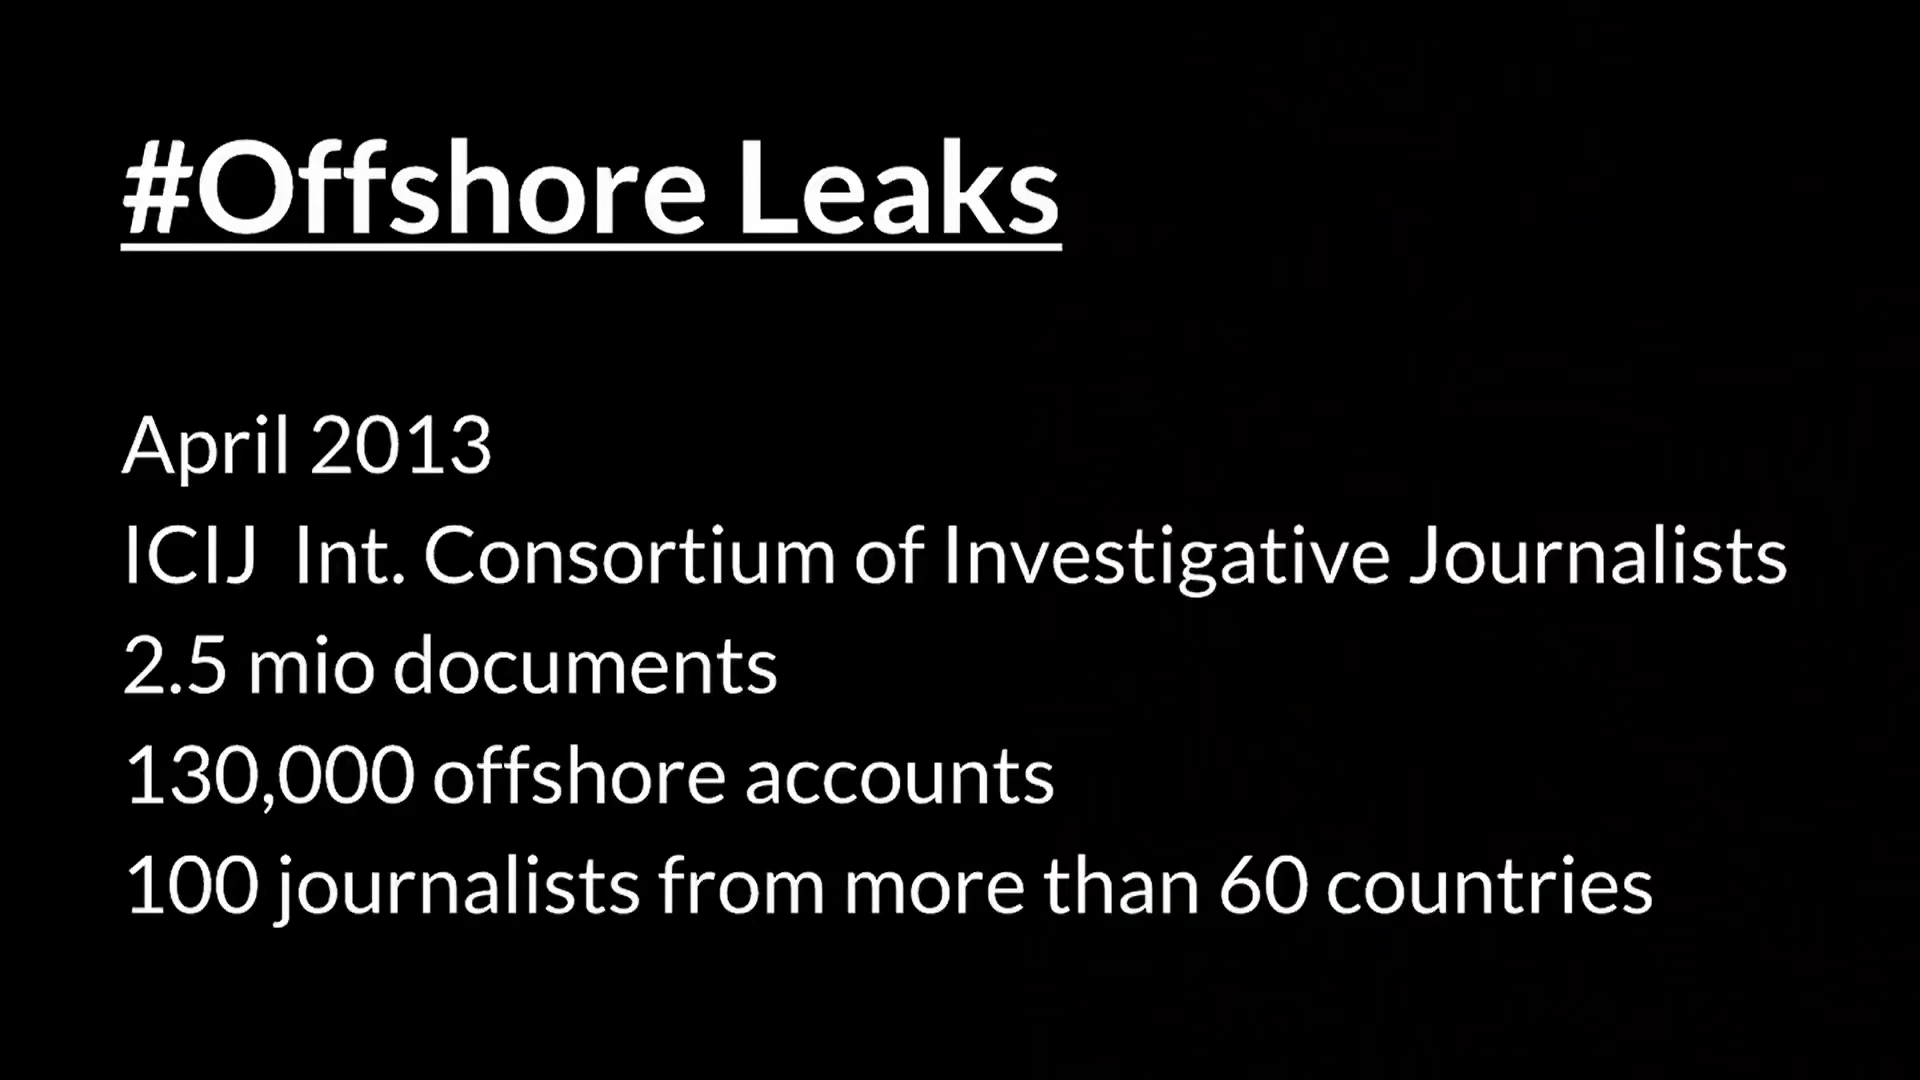 #Offshore Leaks
April 2013
ICIJ  Int. Consortium of Investigative Journalists
2.5 mio documents
130,000 offshore accounts
100 journalists from more than 60 countries